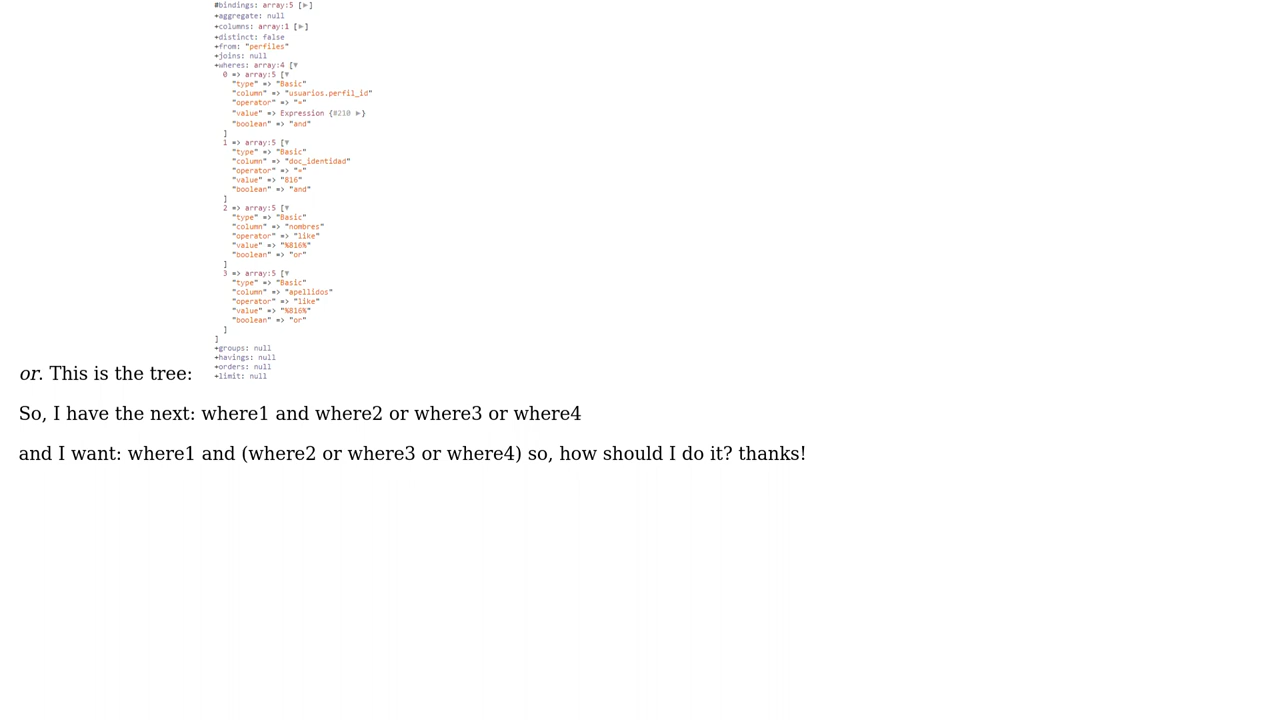 #bindings: array:5 [▶]
+aggregate: null
+columns: array:1 [▶]
+distinct: false
+from: "perfiles"
+joins: null
+wheres: array:4 [▼
0 => array:5 [▼
"type" => "Basic"
"column" => "usuarios.perfil_id"
"operator" => "="
"value" => Expression {#210 ▶}
"boolean" => "and"
]
1 => array:5 [▼
"type" => "Basic"
"column" => "doc_identidad"
"operator" => "="
"value" => "816"
"boolean" => "and"
]
2 => array:5 [▼
"type" => "Basic"
"column" => "nombres"
"operator" => "like"
"value" => "%816%"
"boolean" => "or"
]
3 => array:5 [▼
"type" => "Basic"
"column" => "apellidos"
"operator" => "like"
"value" => "%816%"
"boolean" => "or"
]
]
+groups: null
+havings: null
+orders: null
+limit: null
or. This is the tree:
So, I have the next: where1 and where2 or where3 or where4
and I want: where1 and (where2 or where3 or where4) so, how should I do it? thanks!